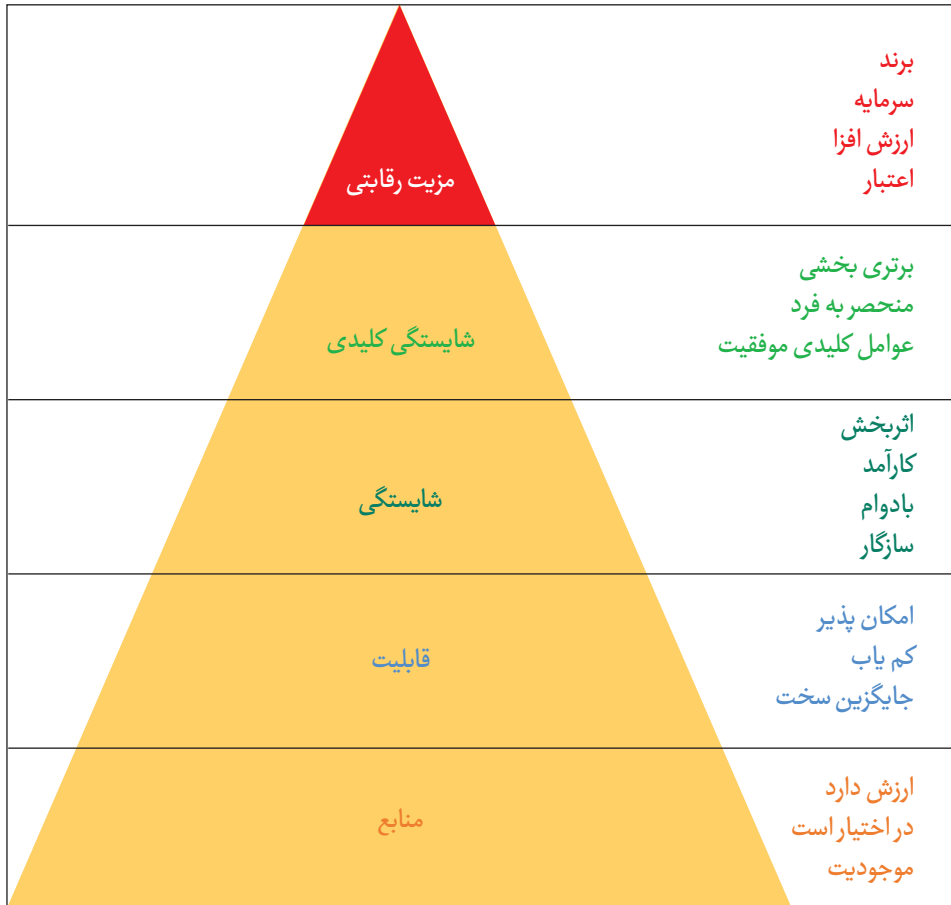 برند
سرمایه
ارزش افزا
اعتبار
مزیت رقابتی
برتری بخشی
منحصر به فرد
عوامل کلیدی موفقیت
شایستگی کلیدی
اثربخش
کارآمد
بادوام
سازگار
شایستگی
امکان پذیر
کم یاب
جایگزین سخت
قابلیت
ارزش دارد
در اختیار است
موجودیت
منابع